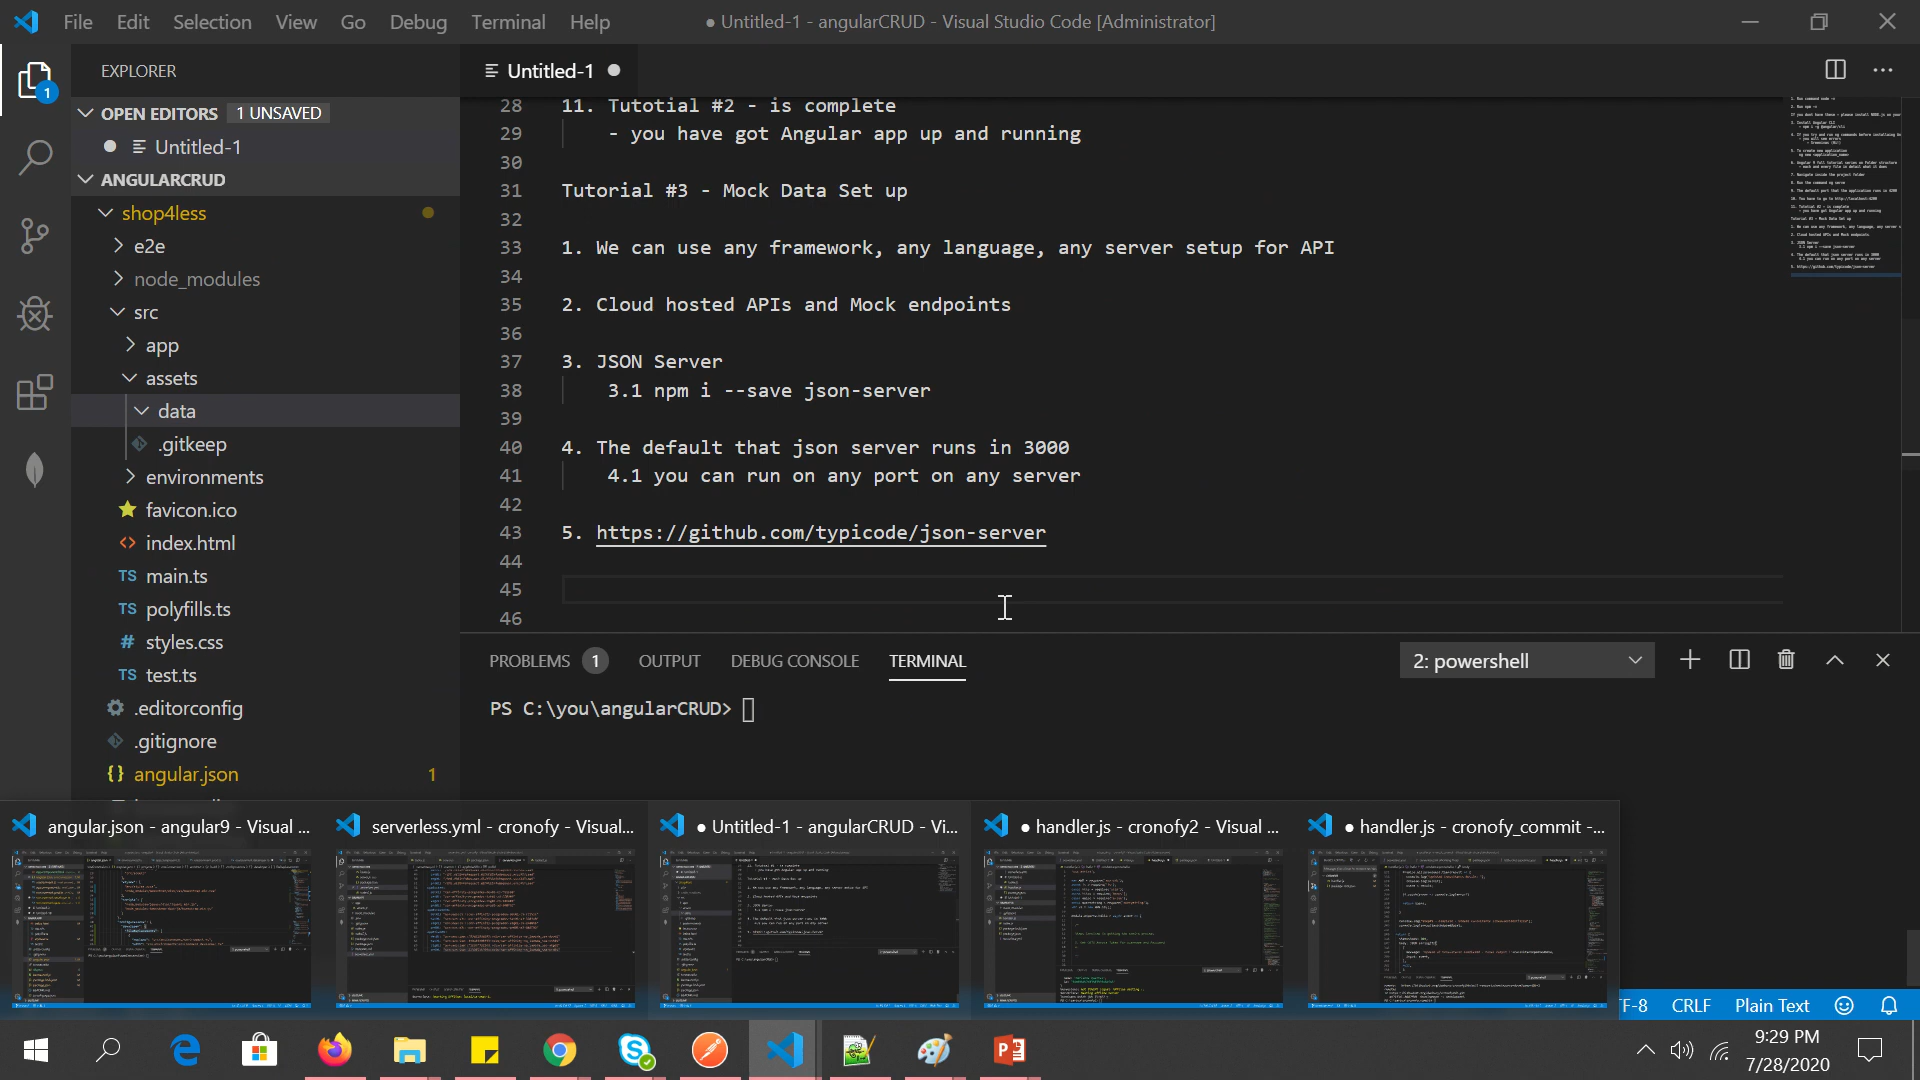 File Edit Selection View Go Debug Terminal Help
● Untitled-1 - angularCRUD - Visual Studio Code [Administrator]
EXPLORER
Untitled-1
OPEN EDITORS 1 UNSAVED
Untitled-1
ANGULARCRUD
shop4less
e2e
node_modules
src
app
assets
data
.gitkeep
environments
favicon.ico
index.html
TS main.ts
TS polyfills.ts
# styles.css
TS test.ts
.editorconfig
.gitignore
{} angular.json 1
28 11. Tutotial #2 - is complete
29 - you have got Angular app up and running
30
31 Tutorial #3 - Mock Data Set up
32
33 1. We can use any framework, any language, any server setup for API
34
35 2. Cloud hosted APIs and Mock endpoints
36
37 3. JSON Server
38 3.1 npm i --save json-server
39
40 4. The default that json server runs in 3000
41 4.1 you can run on any port on any server
42
43 5. https://github.com/typicode/json-server
44
45
46
PROBLEMS 1 OUTPUT DEBUG CONSOLE TERMINAL
2: powershell
PS C:\you\angularCRUD>
angular.json - angular9 - Visual ...
serverless.yml - cronofy - Visual...
● Untitled-1 - angularCRUD - Vi...
● handler.js - cronofy2 - Visual ...
● handler.js - cronofy_commit -...
TF-8 CRLF Plain Text
9:29 PM
7/28/2020